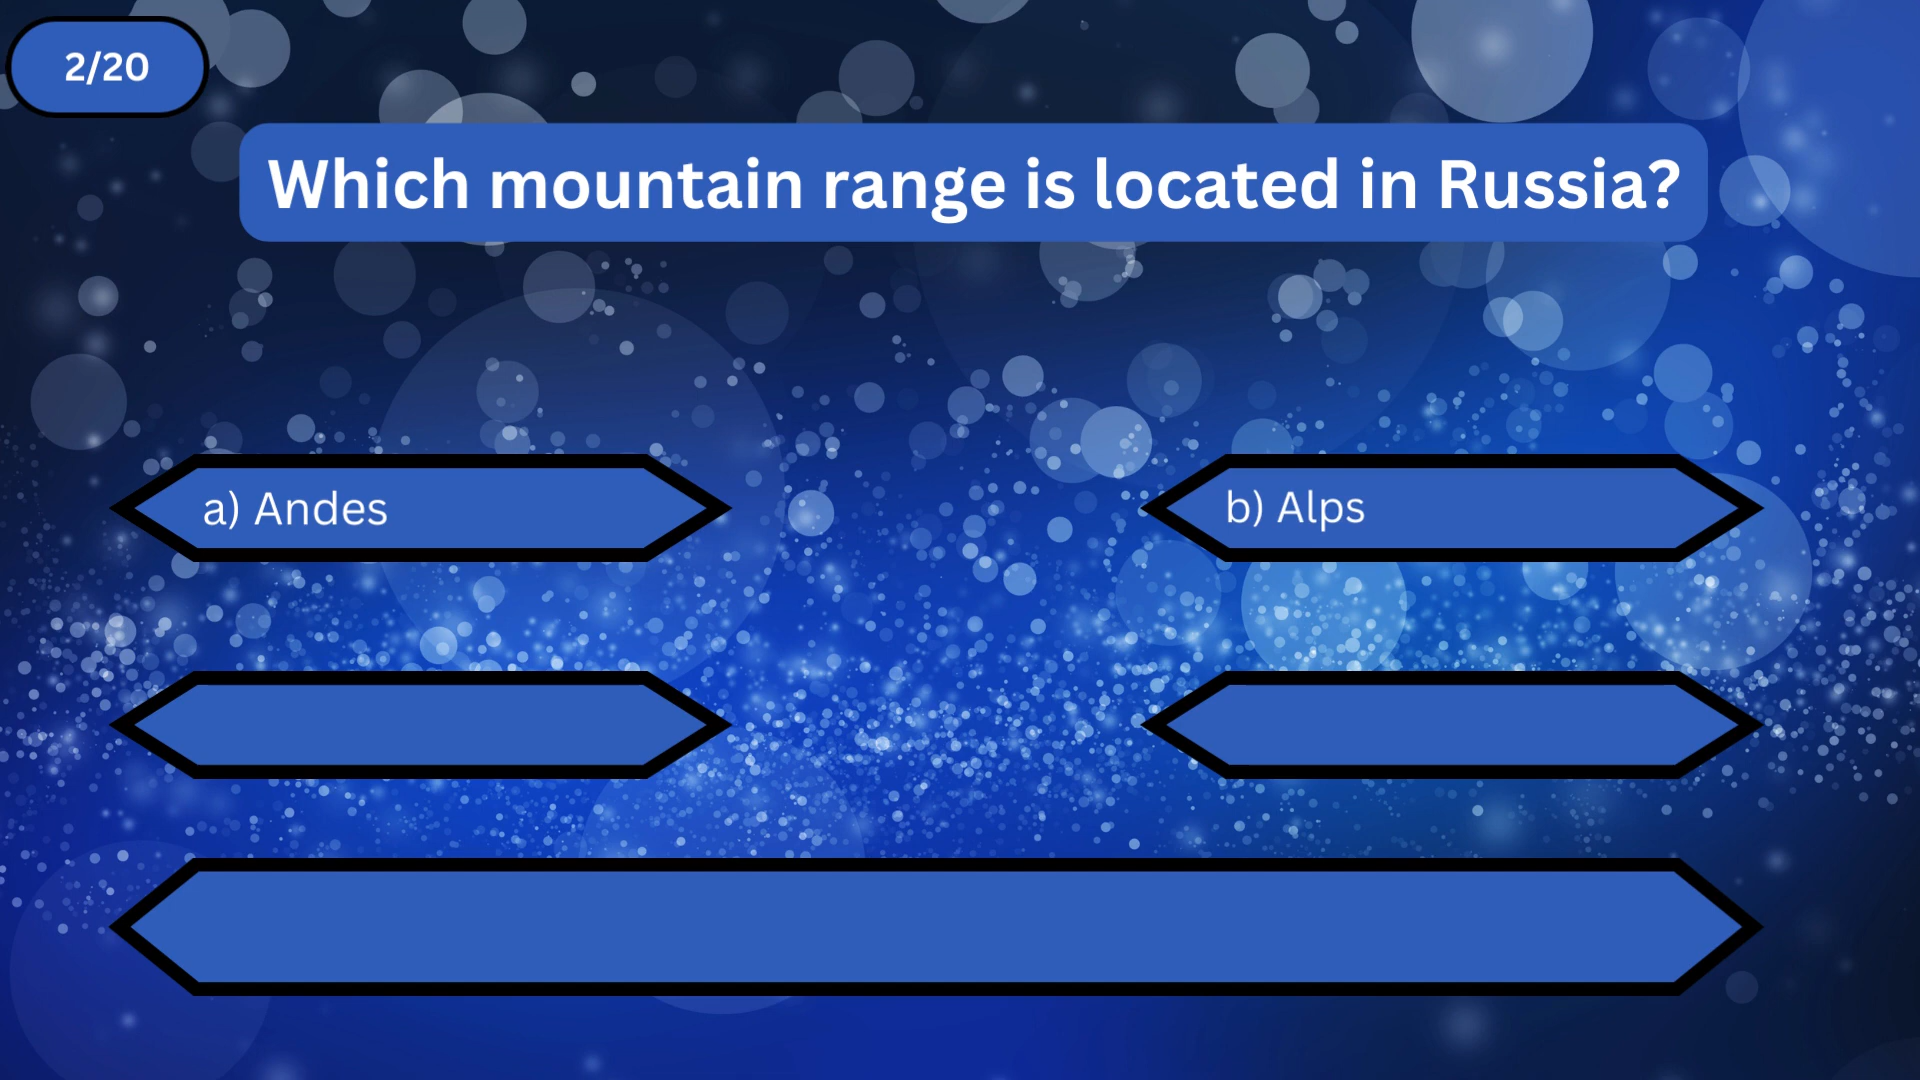 2/20
Which mountain range is located in Russia?
a) Andes
b) Alps